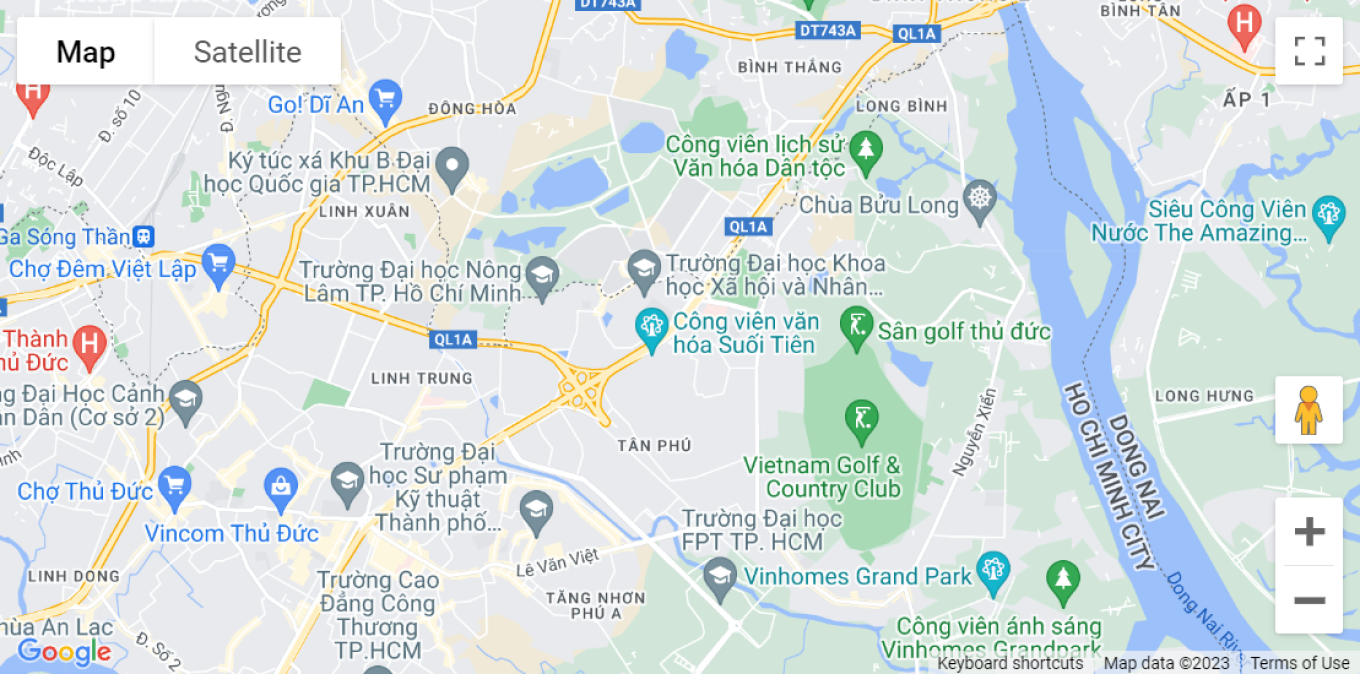 DT743A
LONG
BÌNH TÂN
DT743A
QL1A
Map
Satellite
BÌNH THẮNG
ẤP 1
Go! Dĩ An
ĐÔNG HÒA
LONG BÌNH
Đ. số 10
Độc Lập
Công viên lịch sử
Văn hóa Dân tộc
Ký túc xá Khu B Đại
học Quốc gia TP.HCM
LINH XUÂN
Chùa Bửu Long
Siêu Công Viên
Nước The Amazing...
QL1A
Ga Sóng Thần
Chợ Đêm Việt Lập
Trường Đại học Nông
Lâm TP. Hồ Chí Minh
Trường Đại học Khoa
học Xã hội và Nhân...
Công viên văn
hóa Suối Tiên
Sân golf thủ đức
QL1A
Thành
Đức
LINH TRUNG
Đại Học Cảnh
Dân (Cơ sở 2)
LONG HƯNG
Nguyễn Xiển
HO CHI MINH CITY
DONG NAI
TÂN PHÚ
Trường Đại
học Sư phạm
Kỹ thuật
Thành phố...
Vietnam Golf &
Country Club
Chợ Thủ Đức
Vincom Thủ Đức
Trường Đại học
FPT TP. HCM
Lê Văn Việt
LINH DONG
Trường Cao
Đẳng Công
Thương
TP.HCM
TĂNG NHƠN
PHÚ A
Vinhomes Grand Park
Dong Nai
Công viên ánh sáng
Vinhomes Grandpark
An Lac
Đ. Số 2
Google
Keyboard shortcuts
Map data ©2023
Terms of Use